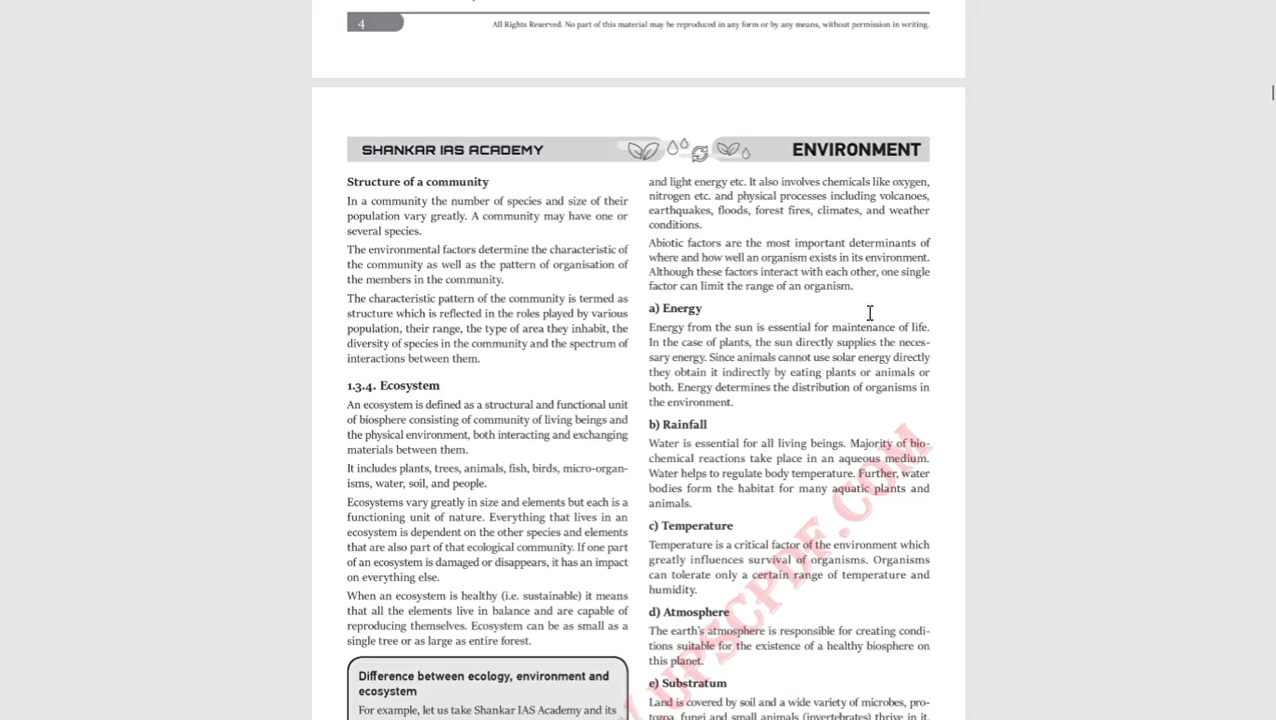 4
All Rights Reserved. No part of this material may be reproduced in any form or by any means, without permission in writing.
SHANKAR IAS ACADEMY
ENVIRONMENT
Structure of a community
In a community the number of species and size of their
population vary greatly. A community may have one or
several species.
The environmental factors determine the characteristic of
the community as well as the pattern of organisation of
the members in the community.
The characteristic pattern of the community is termed as
structure which is reflected in the roles played by various
population, their range, the type of area they inhabit, the
diversity of species in the community and the spectrum of
interactions between them.
1.3.4. Ecosystem
An ecosystem is defined as a structural and functional unit
of biosphere consisting of community of living beings and
the physical environment, both interacting and exchanging
materials between them.
It includes plants, trees, animals, fish, birds, micro-organ-
isms, water, soil, and people.
Ecosystems vary greatly in size and elements but each is a
functioning unit of nature. Everything that lives in an
ecosystem is dependent on the other species and elements
that are also part of that ecological community. If one part
of an ecosystem is damaged or disappears, it has an impact
on everything else.
When an ecosystem is healthy (i.e. sustainable) it means
that all the elements live in balance and are capable of
reproducing themselves. Ecosystem can be as small as a
single tree or as large as entire forest.
Difference between ecology, environment and
ecosystem
For example, let us take Shankar IAS Academy and its
and light energy etc. It also involves chemicals like oxygen,
nitrogen etc. and physical processes including volcanoes,
earthquakes, floods, forest fires, climates, and weather
conditions.
Abiotic factors are the most important determinants of
where and how well an organism exists in its environment.
Although these factors interact with each other, one single
factor can limit the range of an organism.
a) Energy
Energy from the sun is essential for maintenance of life.
In the case of plants, the sun directly supplies the neces-
sary energy. Since animals cannot use solar energy directly
they obtain it indirectly by eating plants or animals or
both. Energy determines the distribution of organisms in
the environment.
b) Rainfall
Water is essential for all living beings. Majority of bio-
chemical reactions take place in an aqueous medium.
Water helps to regulate body temperature. Further, water
bodies form the habitat for many aquatic plants and
animals.
c) Temperature
Temperature is a critical factor of the environment which
greatly influences survival of organisms. Organisms
can tolerate only a certain range of temperature and
humidity.
d) Atmosphere
The earth's atmosphere is responsible for creating condi-
tions suitable for the existence of a healthy biosphere on
this planet.
e) Substratum
Land is covered by soil and a wide variety of microbes, pro-
tozoa, fungi and small animals (invertebrates) thrive in it.
UPSCPDF.COM